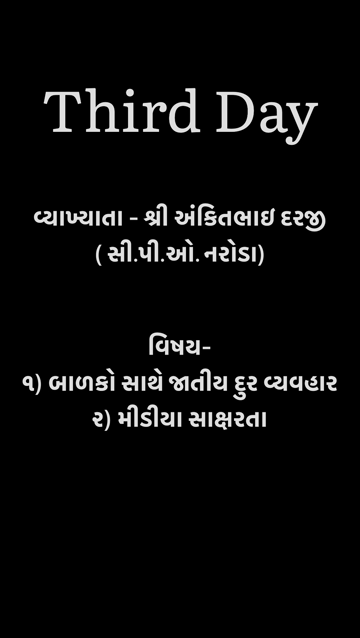 Third Day
વ્યાખ્યાતા - શ્રી અંકિતભાઇ દરજી
( સી.પી.ઓ. નરોડા)
વિષય-
૧) બાળકો સાથે જાતીય દુર વ્યવહાર
૨) મીડીયા સાક્ષરતા